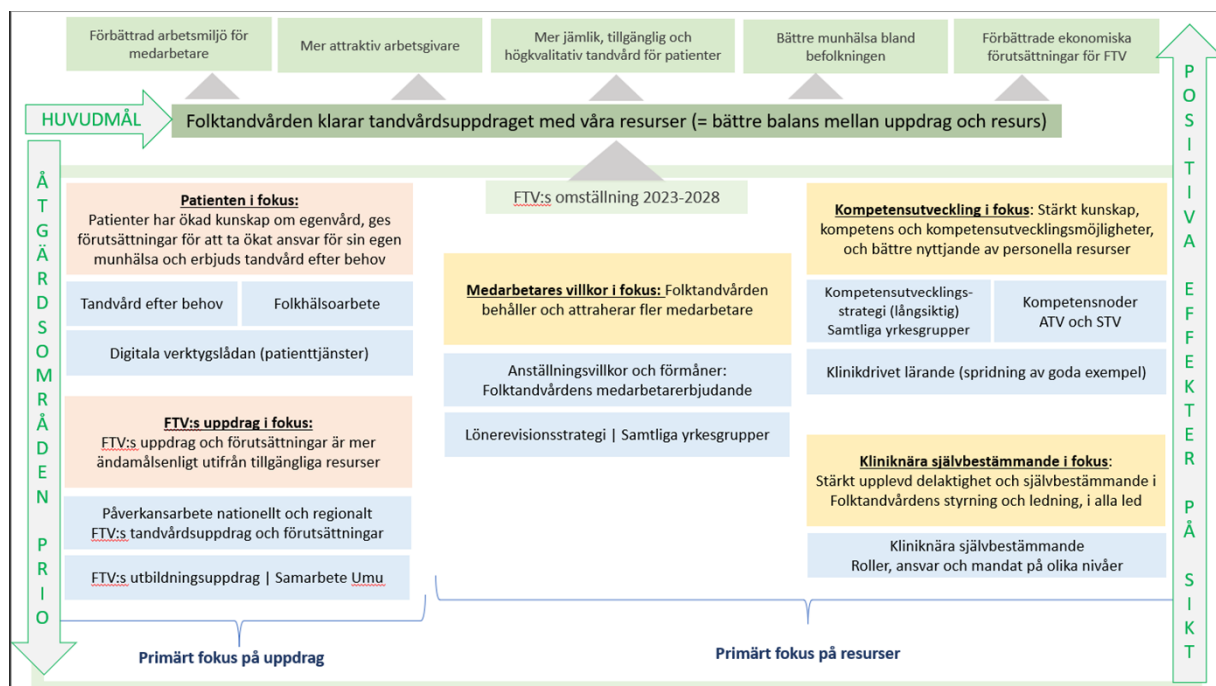 Förbättrad arbetsmiljö för
medarbetare
Mer attraktiv arbetsgivare
Mer jämlik, tillgänglig och
högkvalitativ tandvård för patienter
Bättre munhälsa bland
befolkningen
Förbättrade ekonomiska
förutsättningar för FTV
HUVUDMÅL
Folktandvården klarar tandvårdsuppdraget med våra resurser (= bättre balans mellan uppdrag och resurs)
FTV:s omställning 2023-2028
ÅTGÄRDSOMRÅDEN PRIO
Patienten i fokus:
Patienter har ökad kunskap om egenvård, ges
förutsättningar för att ta ökat ansvar för sin egen
munhälsa och erbjuds tandvård efter behov
Tandvård efter behov
Folkhälsoarbete
Digitala verktygslådan (patienttjänster)
FTV:s uppdrag i fokus:
FTV:s uppdrag och förutsättningar är mer
ändamålsenligt utifrån tillgängliga resurser
Påverkansarbete nationellt och regionalt
FTV:s tandvårdsuppdrag och förutsättningar
FTV:s utbildningsuppdrag | Samarbete Umu
Primärt fokus på uppdrag
Medarbetares villkor i fokus: Folktandvården
behåller och attraherar fler medarbetare
Anställningsvillkor och förmåner:
Folktandvårdens medarbetarerbjudande
Lönerevisionsstrategi | Samtliga yrkesgrupper
Kompetensutveckling i fokus: Stärkt kunskap,
kompetens och kompetensutvecklingsmöjligheter,
och bättre nyttjande av personella resurser
Kompetensutvecklings-
strategi (långsiktig)
Samtliga yrkesgrupper
Kompetensnoder
ATV och STV
Klinikdrivet lärande (spridning av goda exempel)
Kliniknära självbestämmande i fokus:
Stärkt upplevd delaktighet och självbestämmande i
Folktandvårdens styrning och ledning, i alla led
Kliniknära självbestämmande
Roller, ansvar och mandat på olika nivåer
Primärt fokus på resurser
POSITIVA EFFEKTER PÅ SIKT